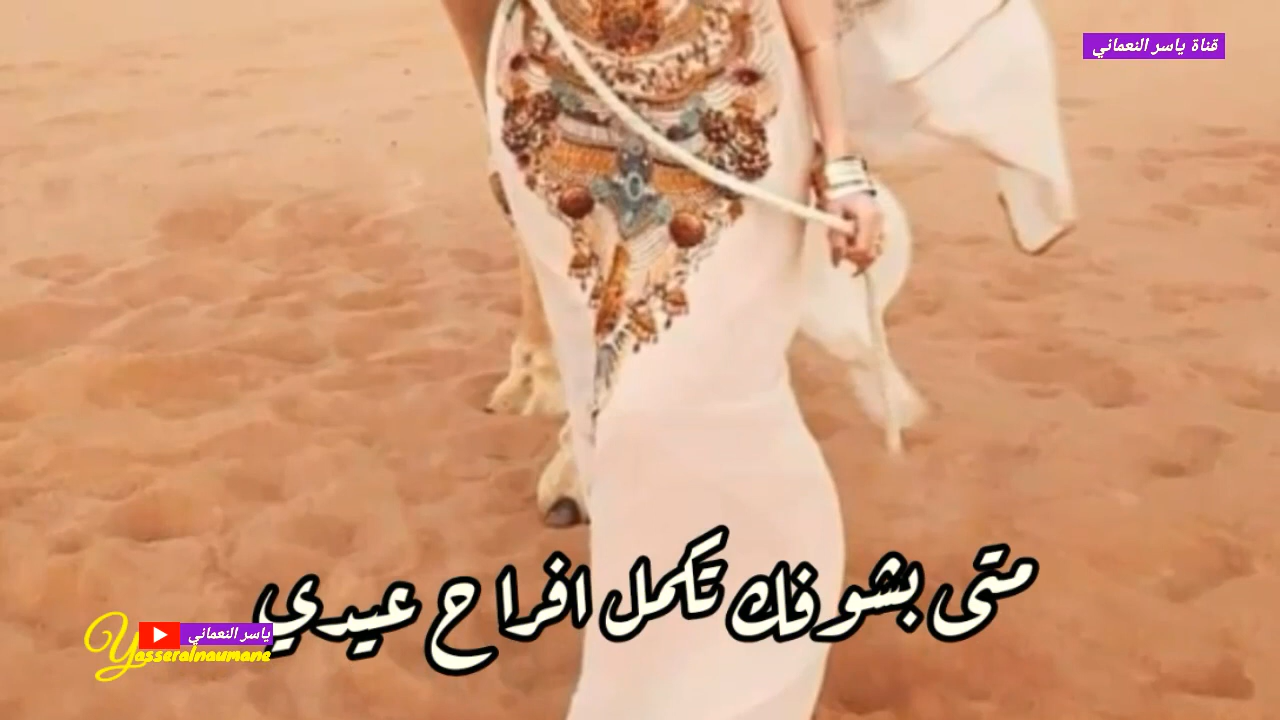 قناة ياسر النعماني
متى بشوفك تكمل افراح عيدي
ياسر النعماني
Yasseralnaumane